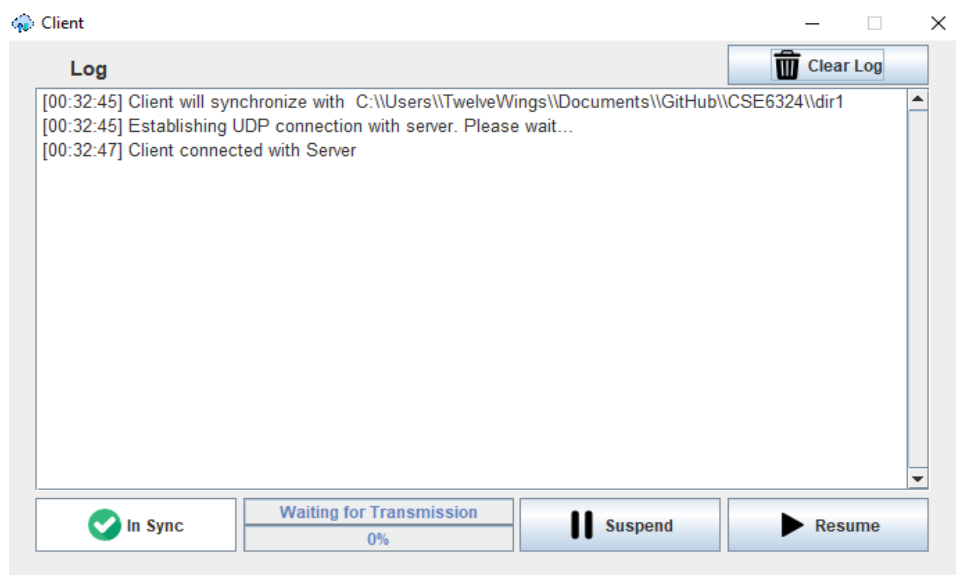 Client
Log
Clear Log
[00:32:45] Client will synchronize with  C:\\Users\\TwelveWings\\Documents\\GitHub\\CSE6324\\dir1
[00:32:45] Establishing UDP connection with server. Please wait...
[00:32:47] Client connected with Server
In Sync
Waiting for Transmission
0%
Suspend
Resume